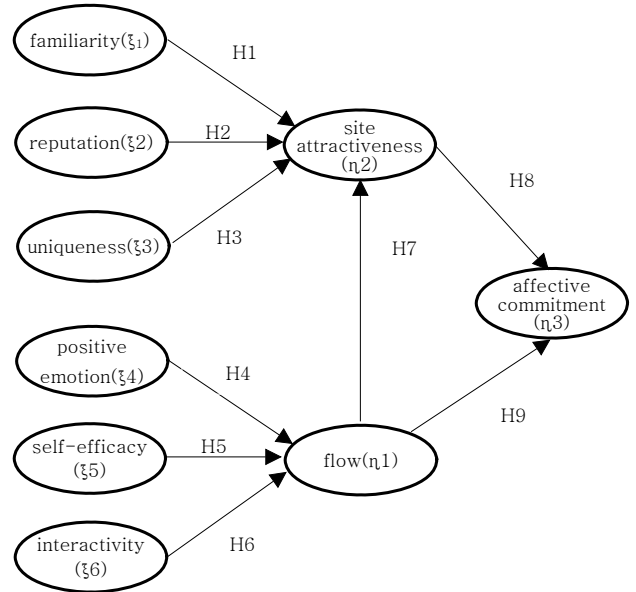 familiarity(ξ₁)
H1
reputation(ξ2)
H2
site
attractiveness
(η2)
uniqueness(ξ3)
H3
H8
H7
affective
commitment
(η3)
positive
emotion(ξ4)
H4
H9
self-efficacy
(ξ5)
H5
flow(η1)
interactivity
(ξ6)
H6